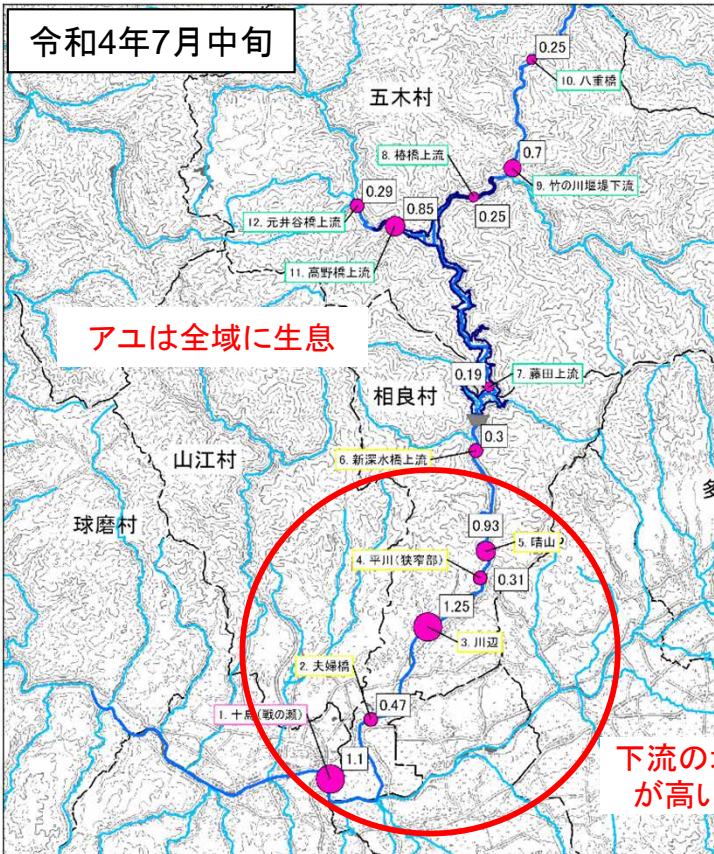 令和4年7月中旬
0.25
10. 八重橋
五木村
8. 椿橋上流
0.7
9. 竹の川堰堤下流
0.29
0.85
0.25
12. 元井谷橋上流
11. 高野橋上流
アユは全域に生息
0.19
7. 藤田上流
相良村
0.3
6. 新深水橋上流
山江村
多
球磨村
0.93
5. 晴山
4. 平川(狭窄部)
0.31
1.25
3. 川辺
2. 夫婦橋
0.47
1. 十島(戦の瀬)
1.1
下流の
が高い